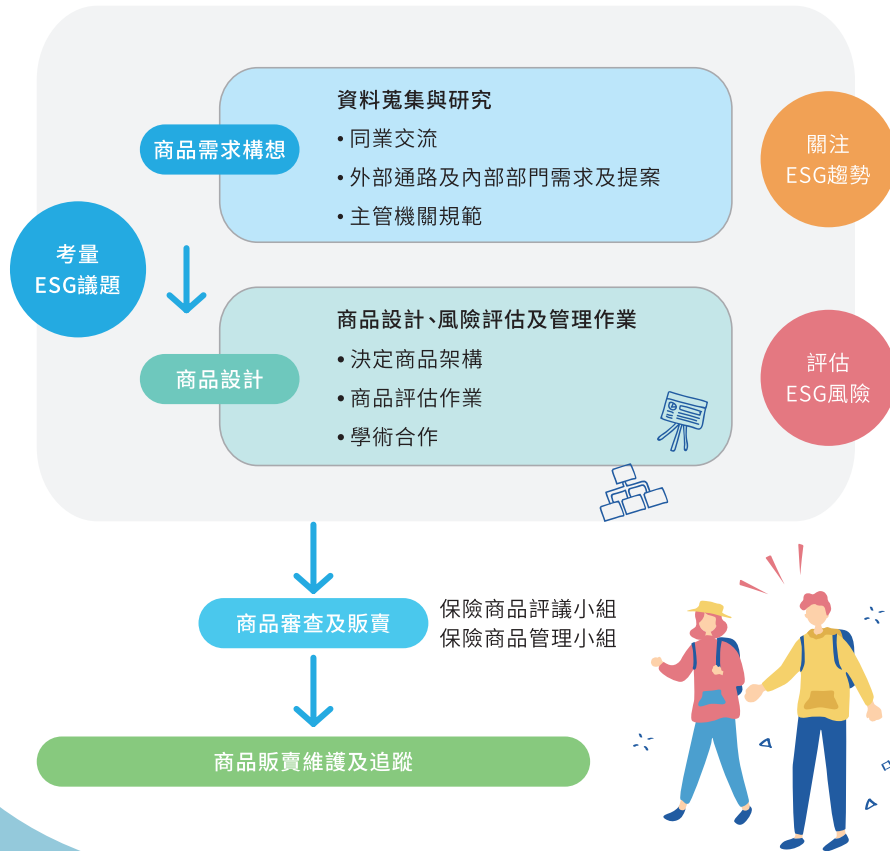 資料蒐集與研究
商品需求構想
• 同業交流
• 外部通路及內部部門需求及提案
• 主管機關規範
關注
ESG趨勢
考量
ESG議題
商品設計、風險評估及管理作業
商品設計
• 決定商品架構
• 商品評估作業
• 學術合作
評估
ESG風險
商品審查及販賣
保險商品評議小組
保險商品管理小組
商品販賣維護及追蹤